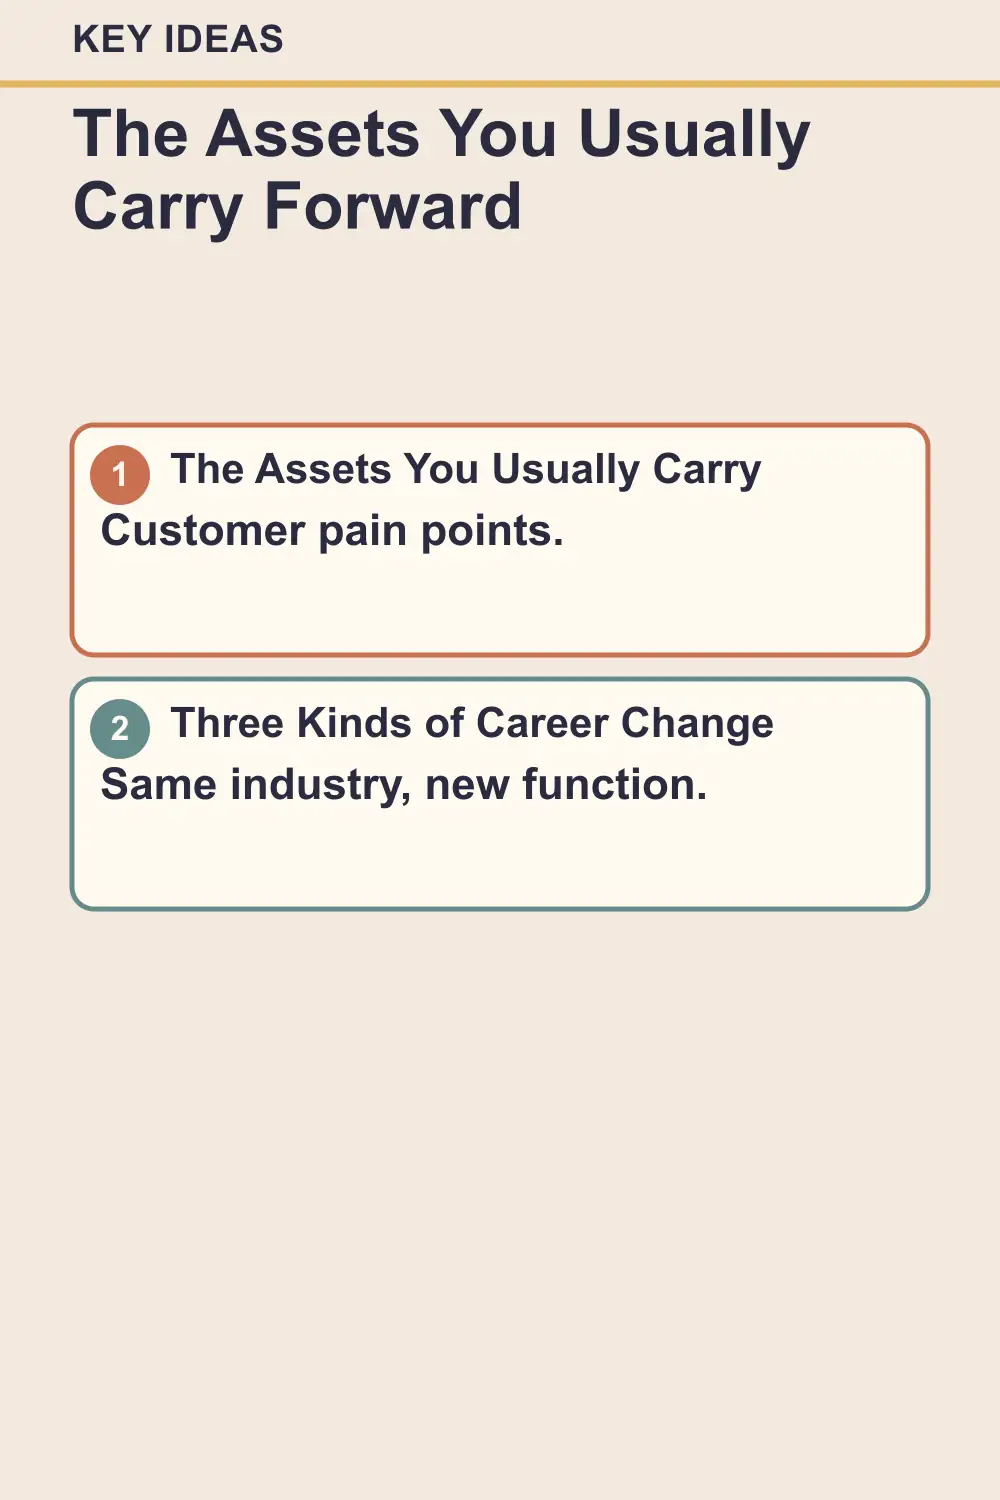 KEY IDEAS
The Assets You Usually
Carry Forward
1 The Assets You Usually Carry
Customer pain points.
2 Three Kinds of Career Change
Same industry, new function.